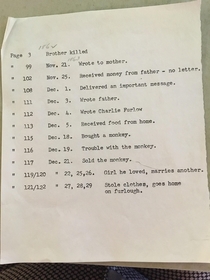 Page 3 Brother killed
" 99 Nov. 21. Wrote to mother.
" 102 Nov. 25. Received money from father - no letter.
" 108 Dec. 1. Delivered an important message.
" 111 Dec. 3. Wrote father.
" 112 Dec. 4. Wrote Charlie Furlow
" 113 Dec. 5. Received food from home.
" 115 Dec. 18. Bought a monkey.
" 116 Dec. 19. Trouble with the monkey.
" 117 Dec. 21. Sold the monkey.
" 119/120 " 22,25,26. Girl he loved, marries another.
" 121/122 " 27,28,29 Stole clothes, goes home
on furlough.